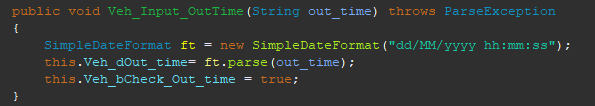 public void Veh_Input_OutTime(String out_time) throws ParseException
{
SimpleDateFormat ft = new SimpleDateFormat("dd/MM/yyyy hh:mm:ss");
this.Veh_dOut_time= ft.parse(out_time);
this.Veh_bCheck_Out_time = true;
}